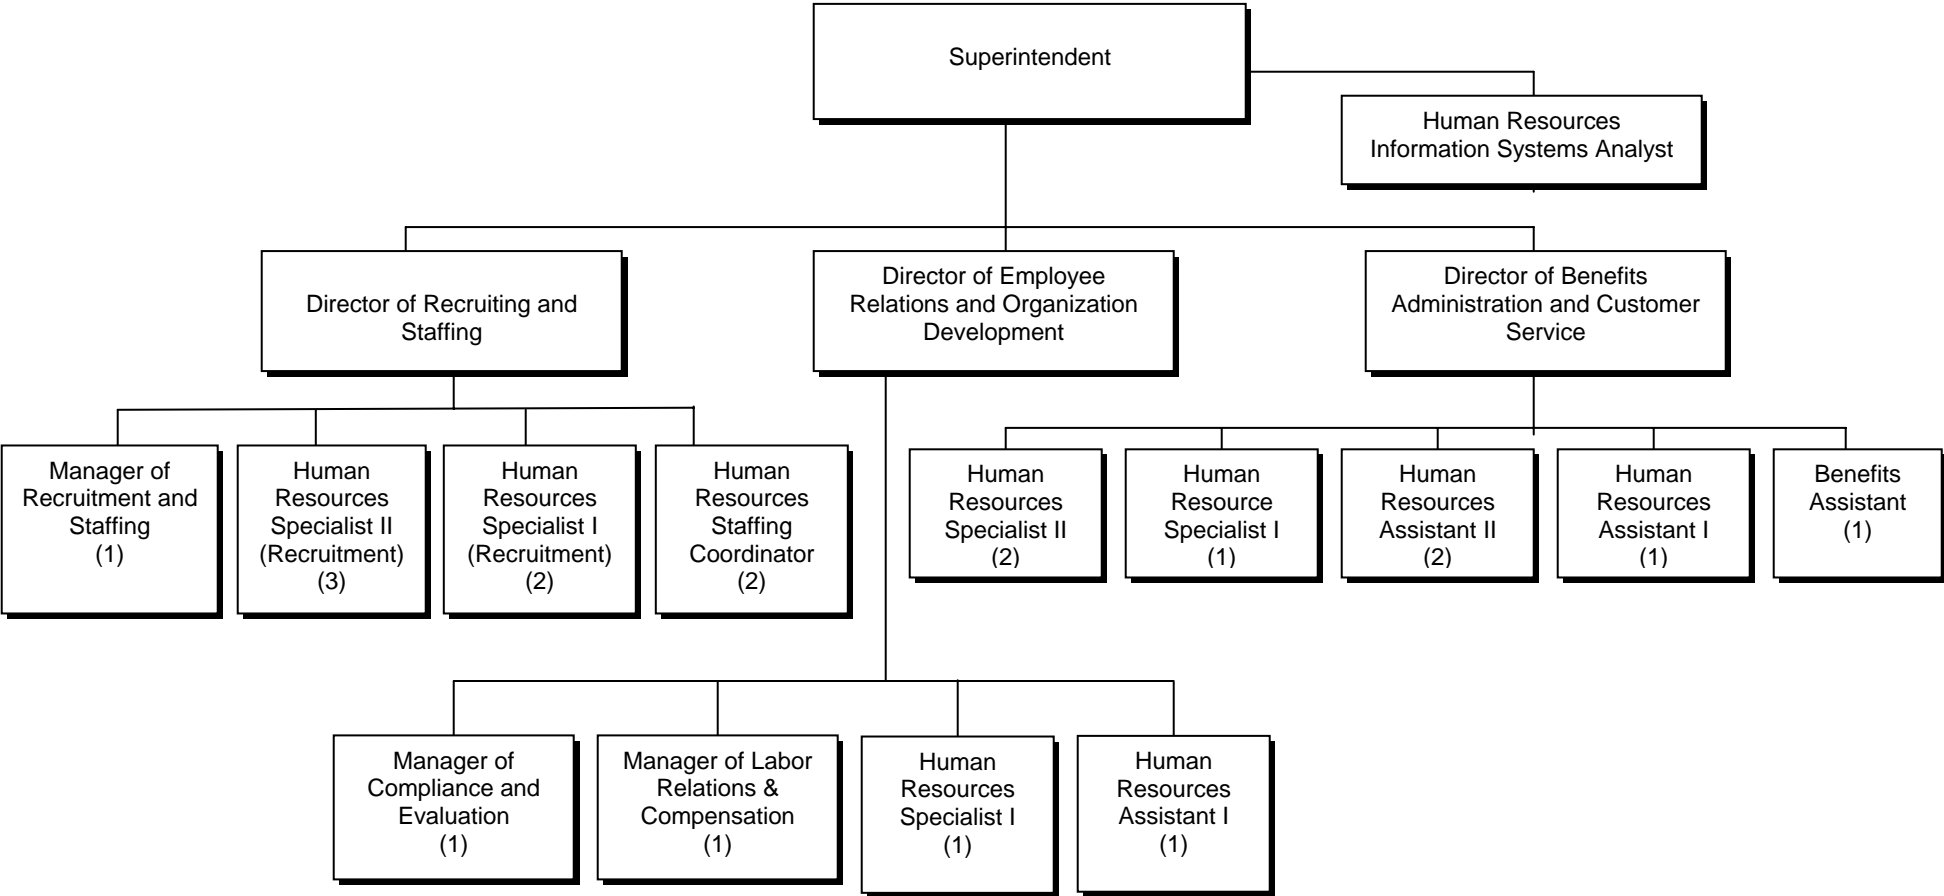 Superintendent
Human Resources
Information Systems Analyst
Director of Recruiting and
Staffing
Director of Employee
Relations and Organization
Development
Director of Benefits
Administration and Customer
Service
Manager of
Recruitment and
Staffing
(1)
Human
Resources
Specialist II
(Recruitment)
(3)
Human
Resources
Specialist I
(Recruitment)
(2)
Human
Resources
Staffing
Coordinator
(2)
Human
Resources
Specialist II
(2)
Human
Resource
Specialist I
(1)
Human
Resources
Assistant II
(2)
Human
Resources
Assistant I
(1)
Benefits
Assistant
(1)
Manager of
Compliance and
Evaluation
(1)
Manager of Labor
Relations &
Compensation
(1)
Human
Resources
Specialist I
(1)
Human
Resources
Assistant I
(1)